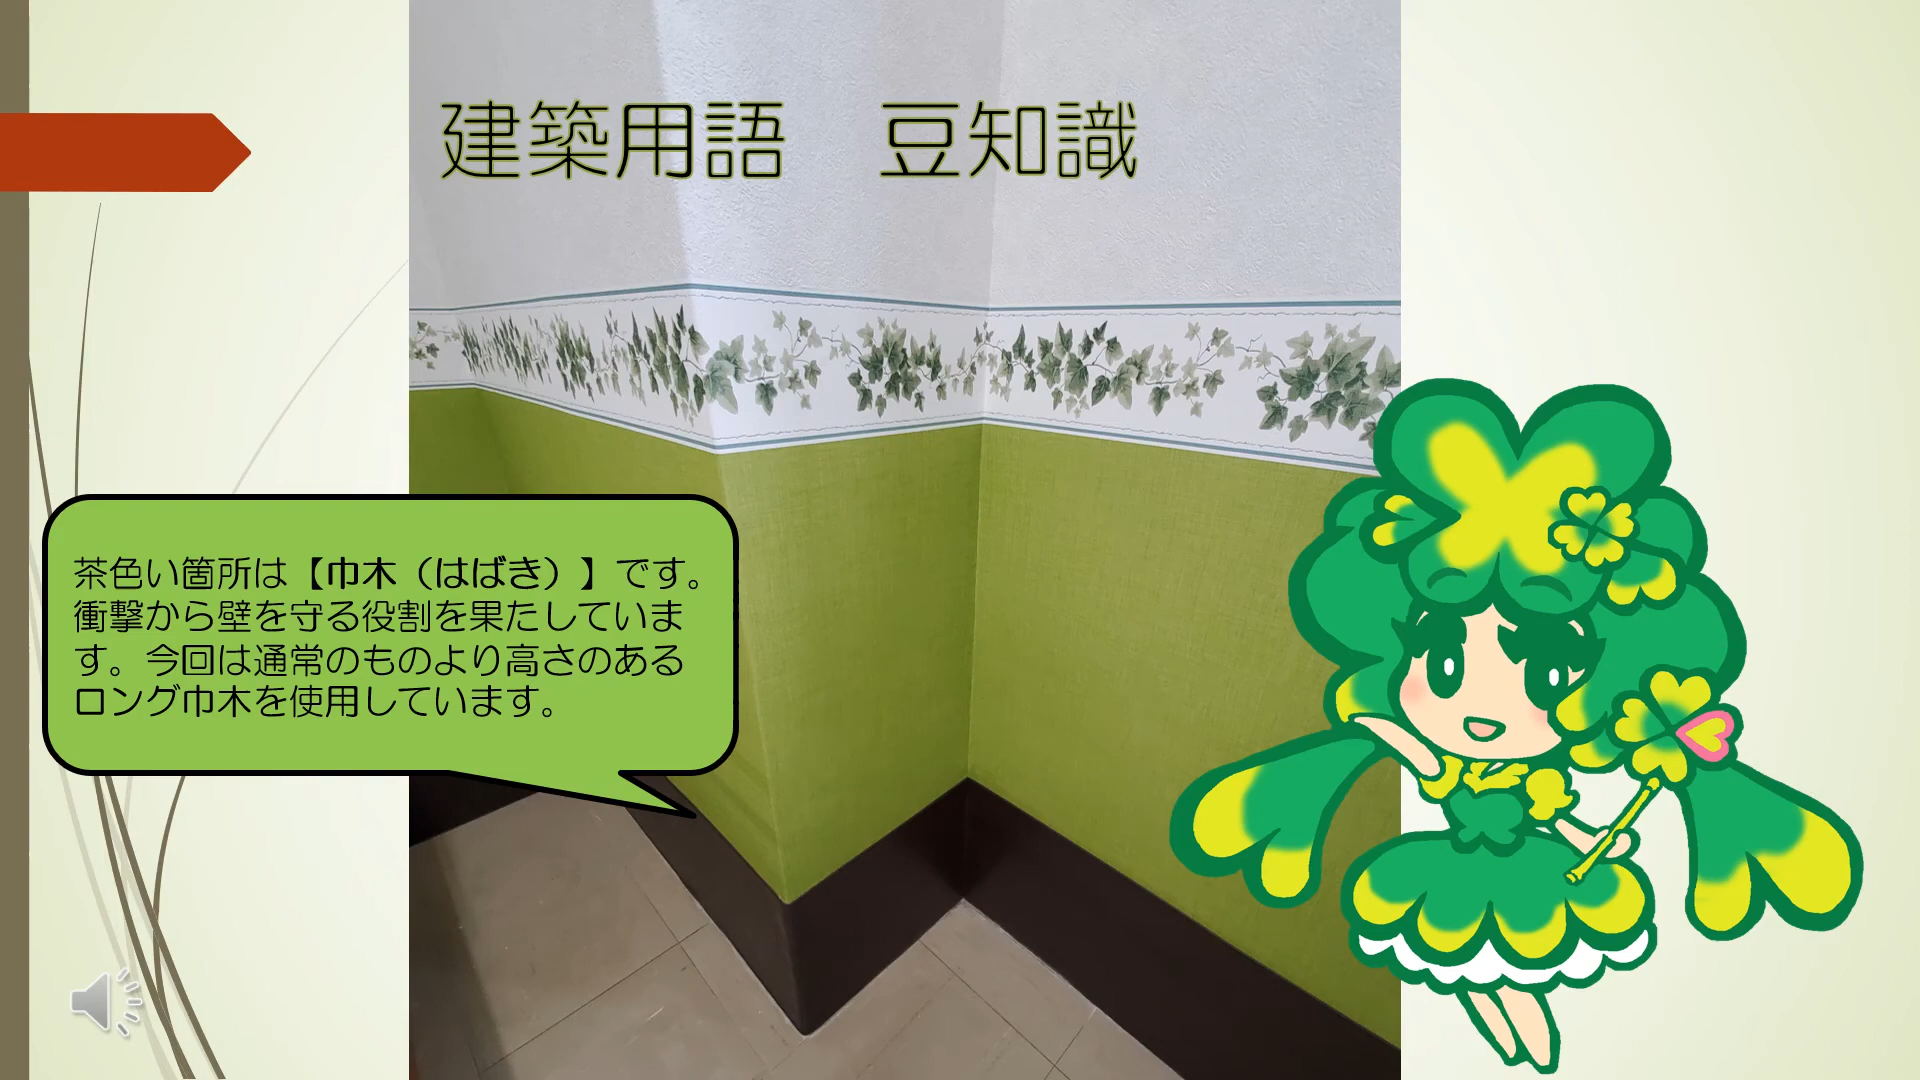 建築用語　豆知識
茶色い箇所は【巾木（はばき）】です。
衝撃から壁を守る役割を果たしていま
す。今回は通常のものより高さのある
ロング巾木を使用しています。